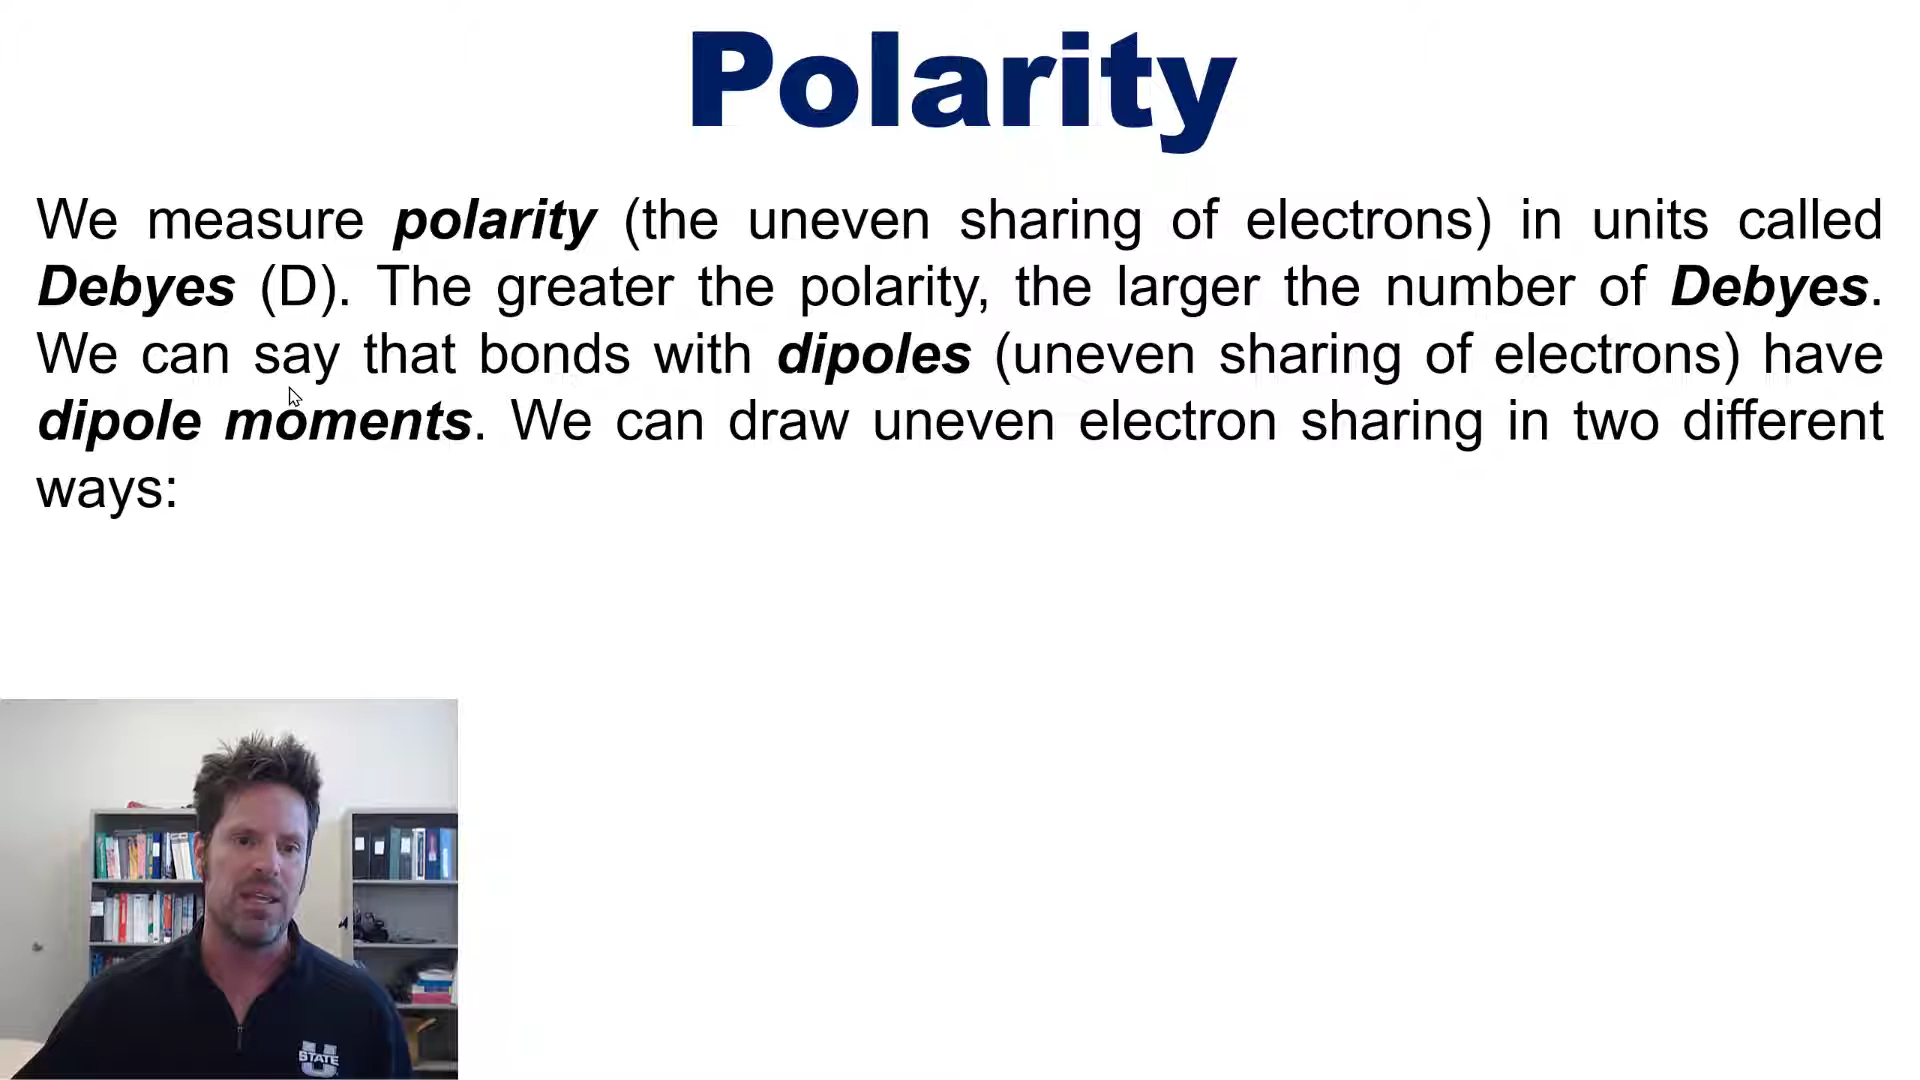 Polarity
We measure polarity (the uneven sharing of electrons) in units called
Debyes (D). The greater the polarity, the larger the number of Debyes.
We can say that bonds with dipoles (uneven sharing of electrons) have
dipole moments. We can draw uneven electron sharing in two different
ways:
U
STATE